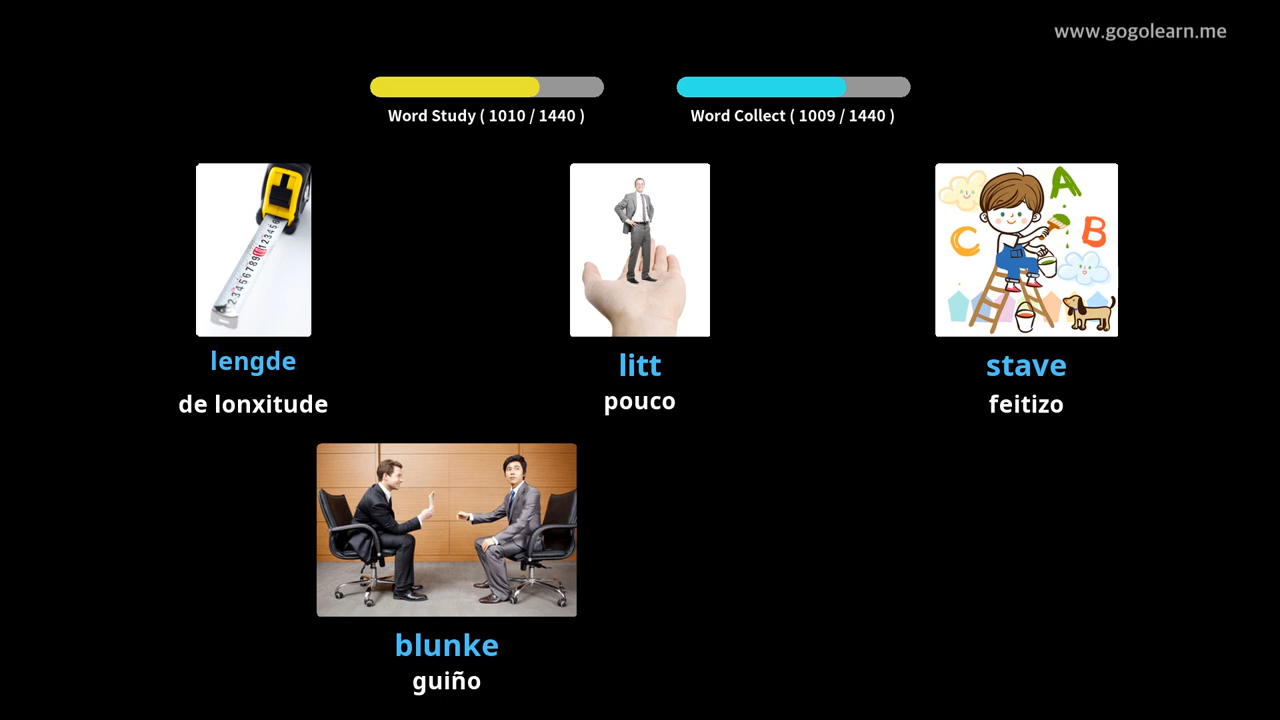 www.gogolearn.me
Word Study ( 1010 / 1440 )
Word Collect ( 1009 / 1440 )
lengde
de lonxitude
litt
pouco
A
B
C
stave
feitizo
blunke
guiño